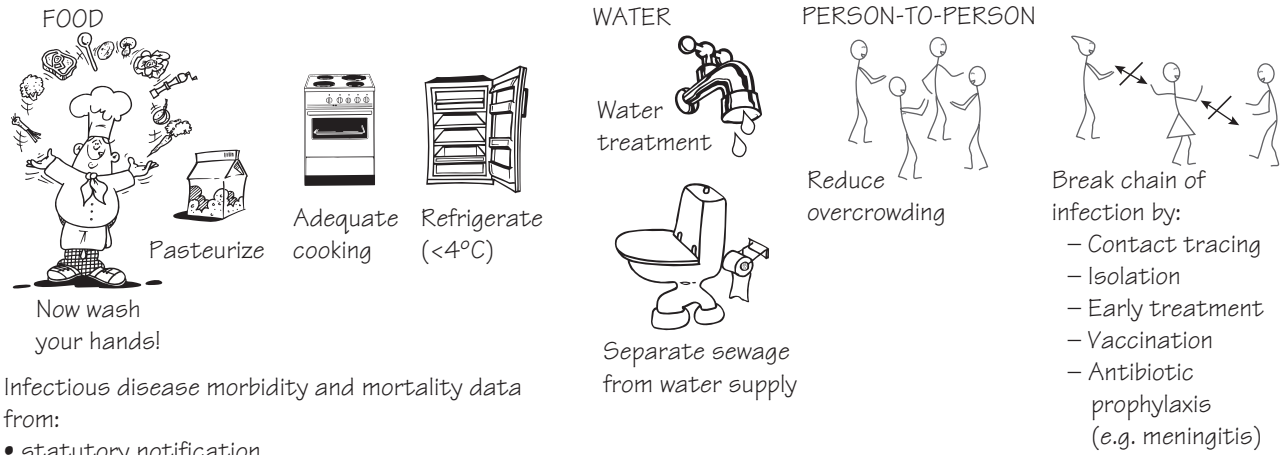 FOOD
Pasteurize
Adequate
cooking
Refrigerate
(<4°C)
Now wash
your hands!
WATER
Water
treatment
Separate sewage
from water supply
PERSON-TO-PERSON
Reduce
overcrowding
Break chain of
infection by:
– Contact tracing
– Isolation
– Early treatment
– Vaccination
– Antibiotic
prophylaxis
(e.g. meningitis)
Infectious disease morbidity and mortality data
from:
• statutory notification